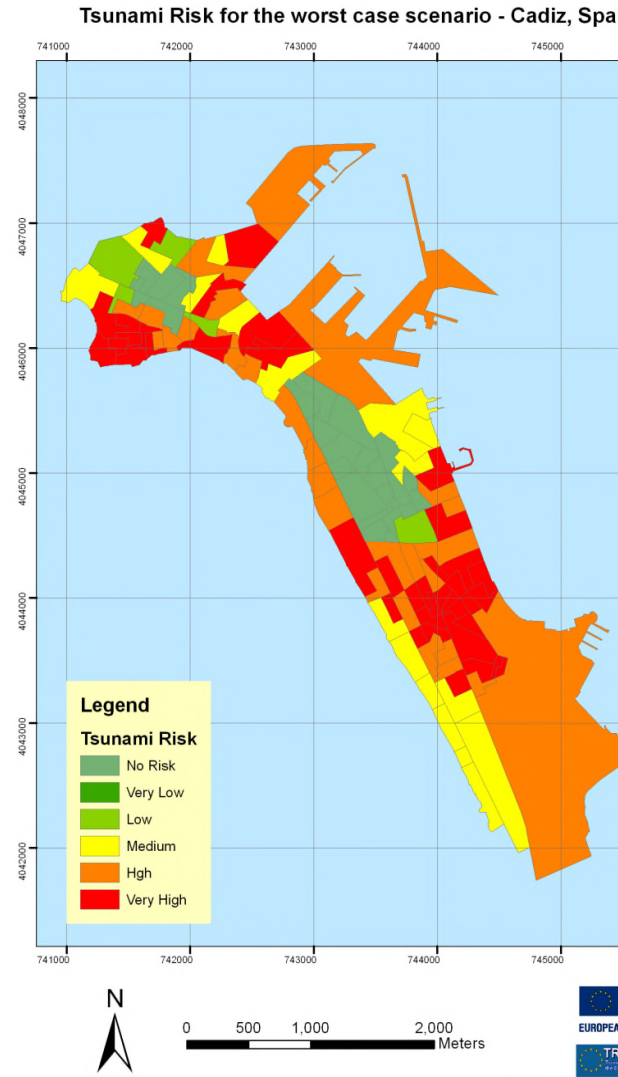 Tsunami Risk for the worst case scenario - Cadiz, Spa
741000 742000 743000 744000 745000
4048000
4047000
4046000
4045000
4044000
4043000
4042000
Legend
Tsunami Risk
No Risk
Very Low
Low
Medium
Hgh
Very High
741000 742000 743000 744000 745000
N
0 500 1,000 2,000
Meters
EUROPEA
TR